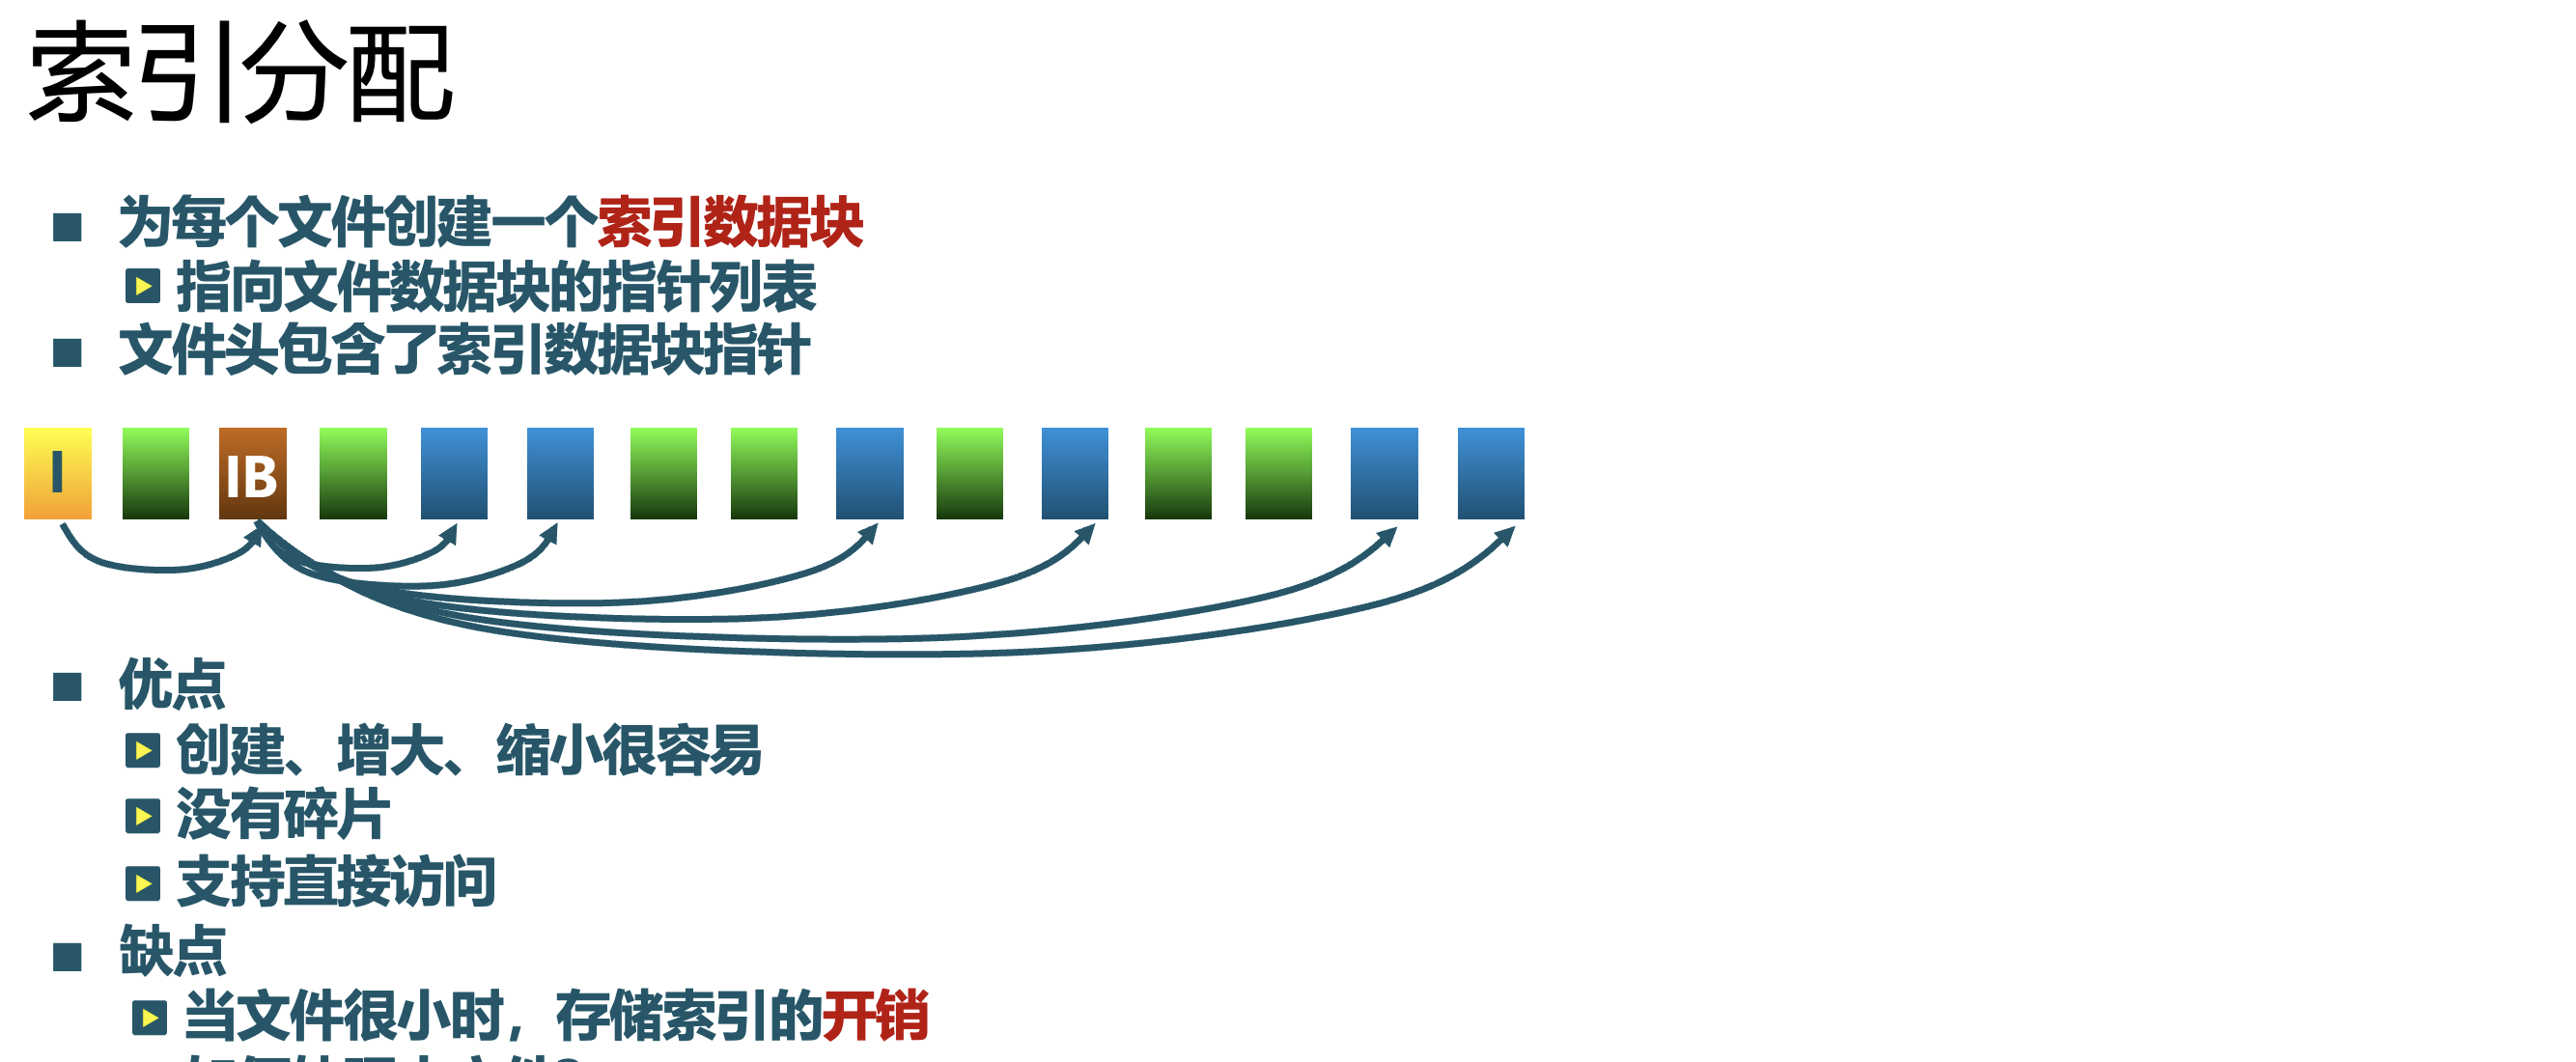 索引分配
为每个文件创建一个索引数据块
指向文件数据块的指针列表
文件头包含了索引数据块指针
I IB
优点
创建、增大、缩小很容易
没有碎片
支持直接访问
缺点
当文件很小时，存储索引的开销